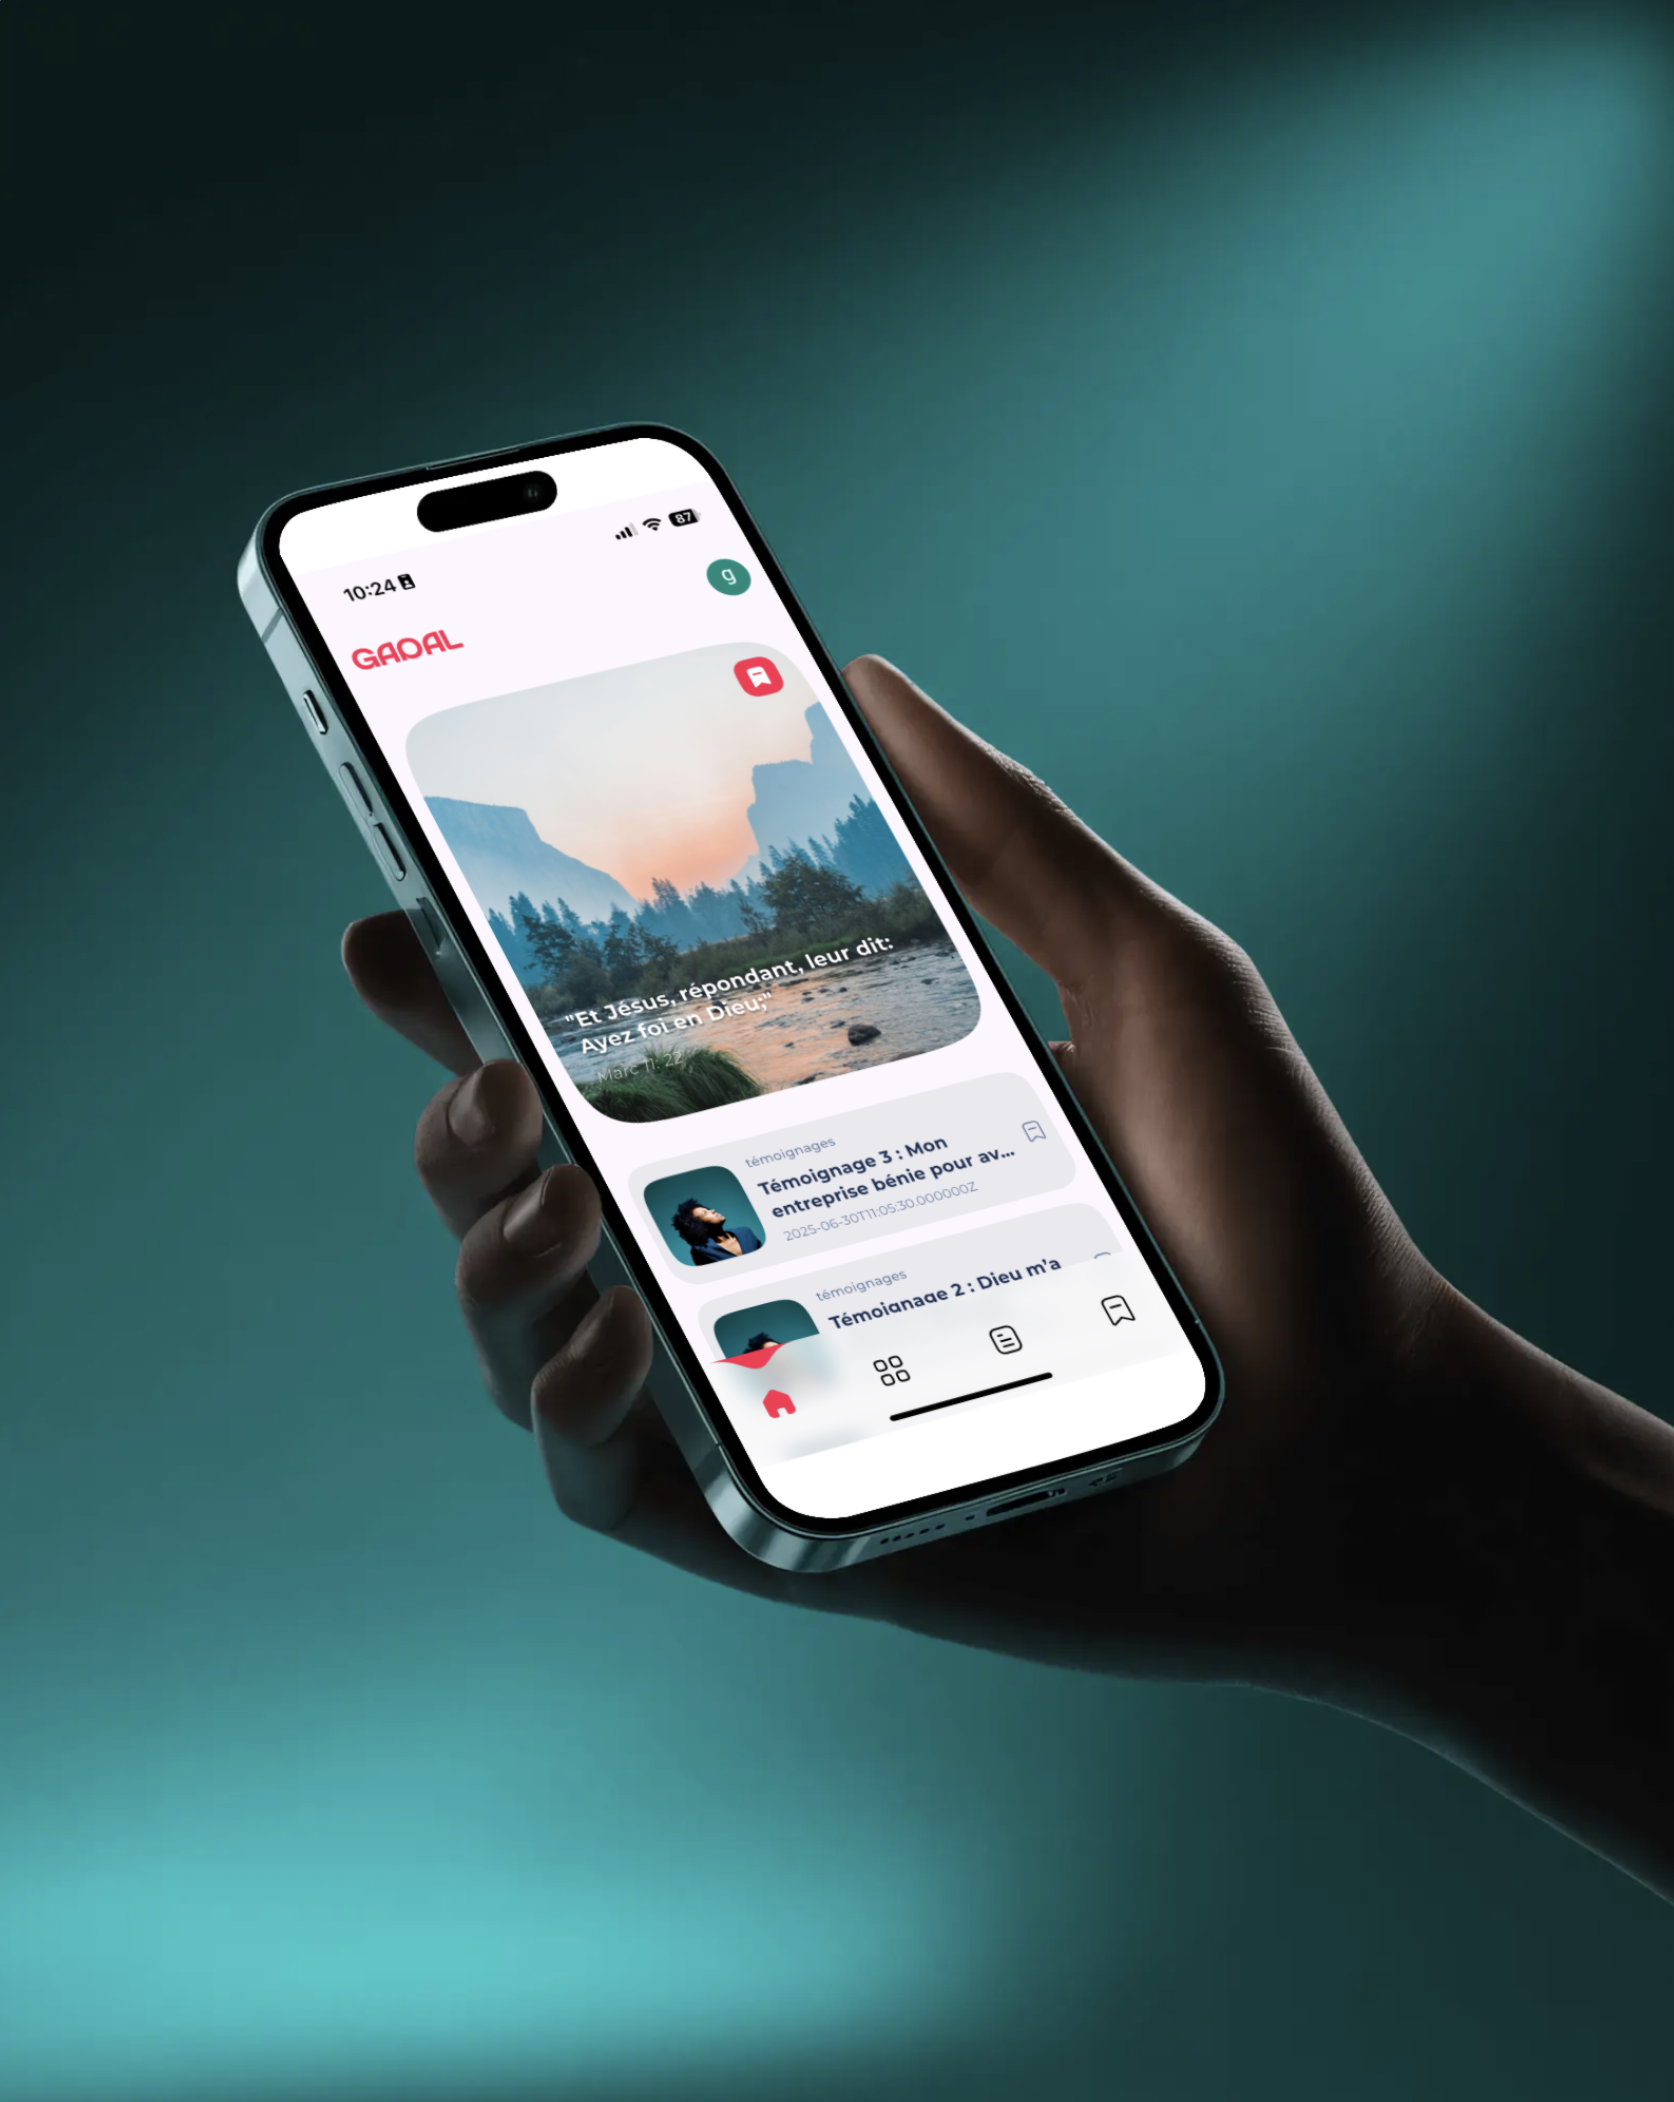 10:24
87
g
GADAL
"Et Jésus, répondant, leur dit:
Ayez foi en Dieu;"
Marc 11: 22
témoignages
Témoignage 3 : Mon
entreprise bénie pour av...
2025-06-30T11:05:30.000000Z
témoignages
Témoignage 2 : Dieu m'a